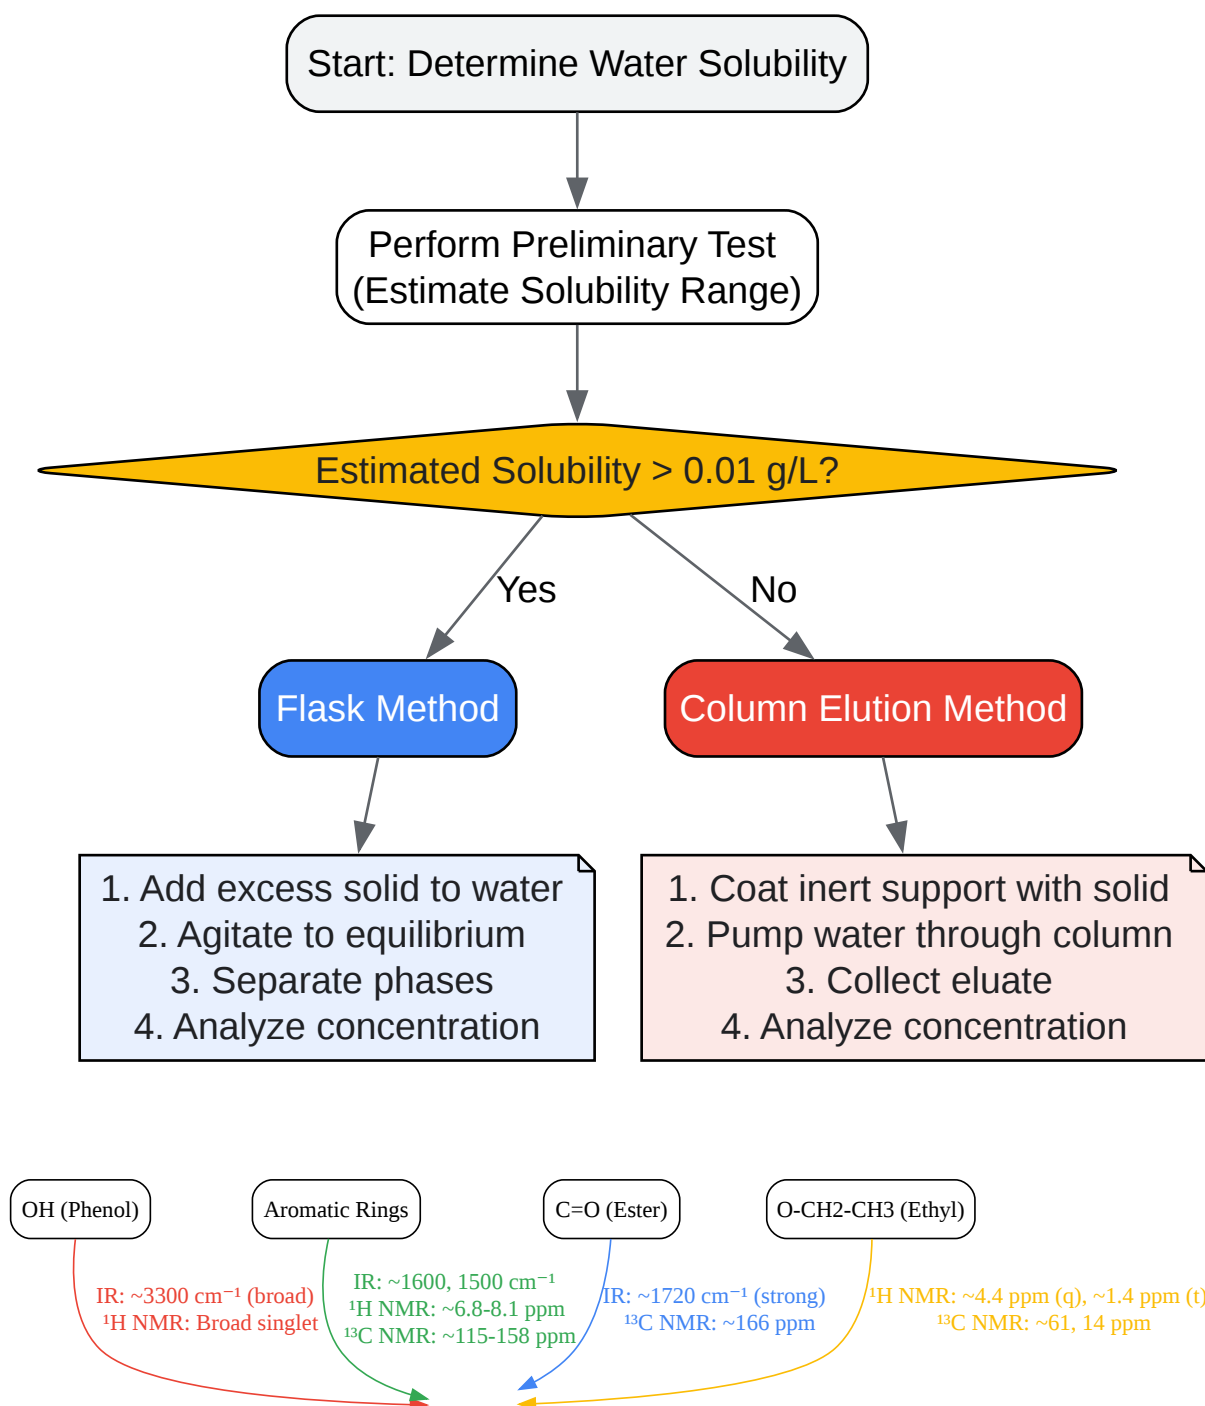 Start: Determine Water Solubility
Perform Preliminary Test
(Estimate Solubility Range)
Estimated Solubility > 0.01 g/L?
Yes
No
Flask Method
Column Elution Method
1. Add excess solid to water
2. Agitate to equilibrium
3. Separate phases
4. Analyze concentration
1. Coat inert support with solid
2. Pump water through column
3. Collect eluate
4. Analyze concentration
OH (Phenol)
Aromatic Rings
C=O (Ester)
O-CH2-CH3 (Ethyl)
IR: ~3300 cm⁻¹ (broad)
¹H NMR: Broad singlet
IR: ~1600, 1500 cm⁻¹
¹H NMR: ~6.8-8.1 ppm
¹³C NMR: ~115-158 ppm
IR: ~1720 cm⁻¹ (strong)
¹³C NMR: ~166 ppm
¹H NMR: ~4.4 ppm (q), ~1.4 ppm (t)
¹³C NMR: ~61, 14 ppm